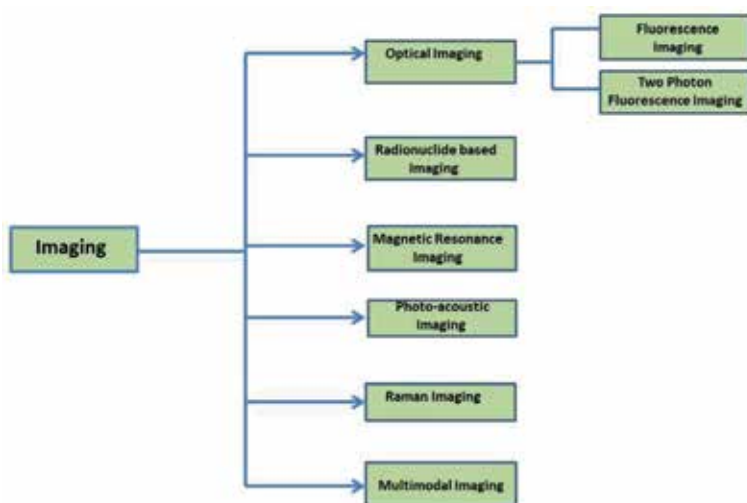 Fluorescence
Imaging
Optical Imaging
Two Photon
Fluorescence Imaging
Radionuclide based
Imaging
Imaging
Magnetic Resonance
Imaging
Photo-acoustic
Imaging
Raman Imaging
Multimodal Imaging